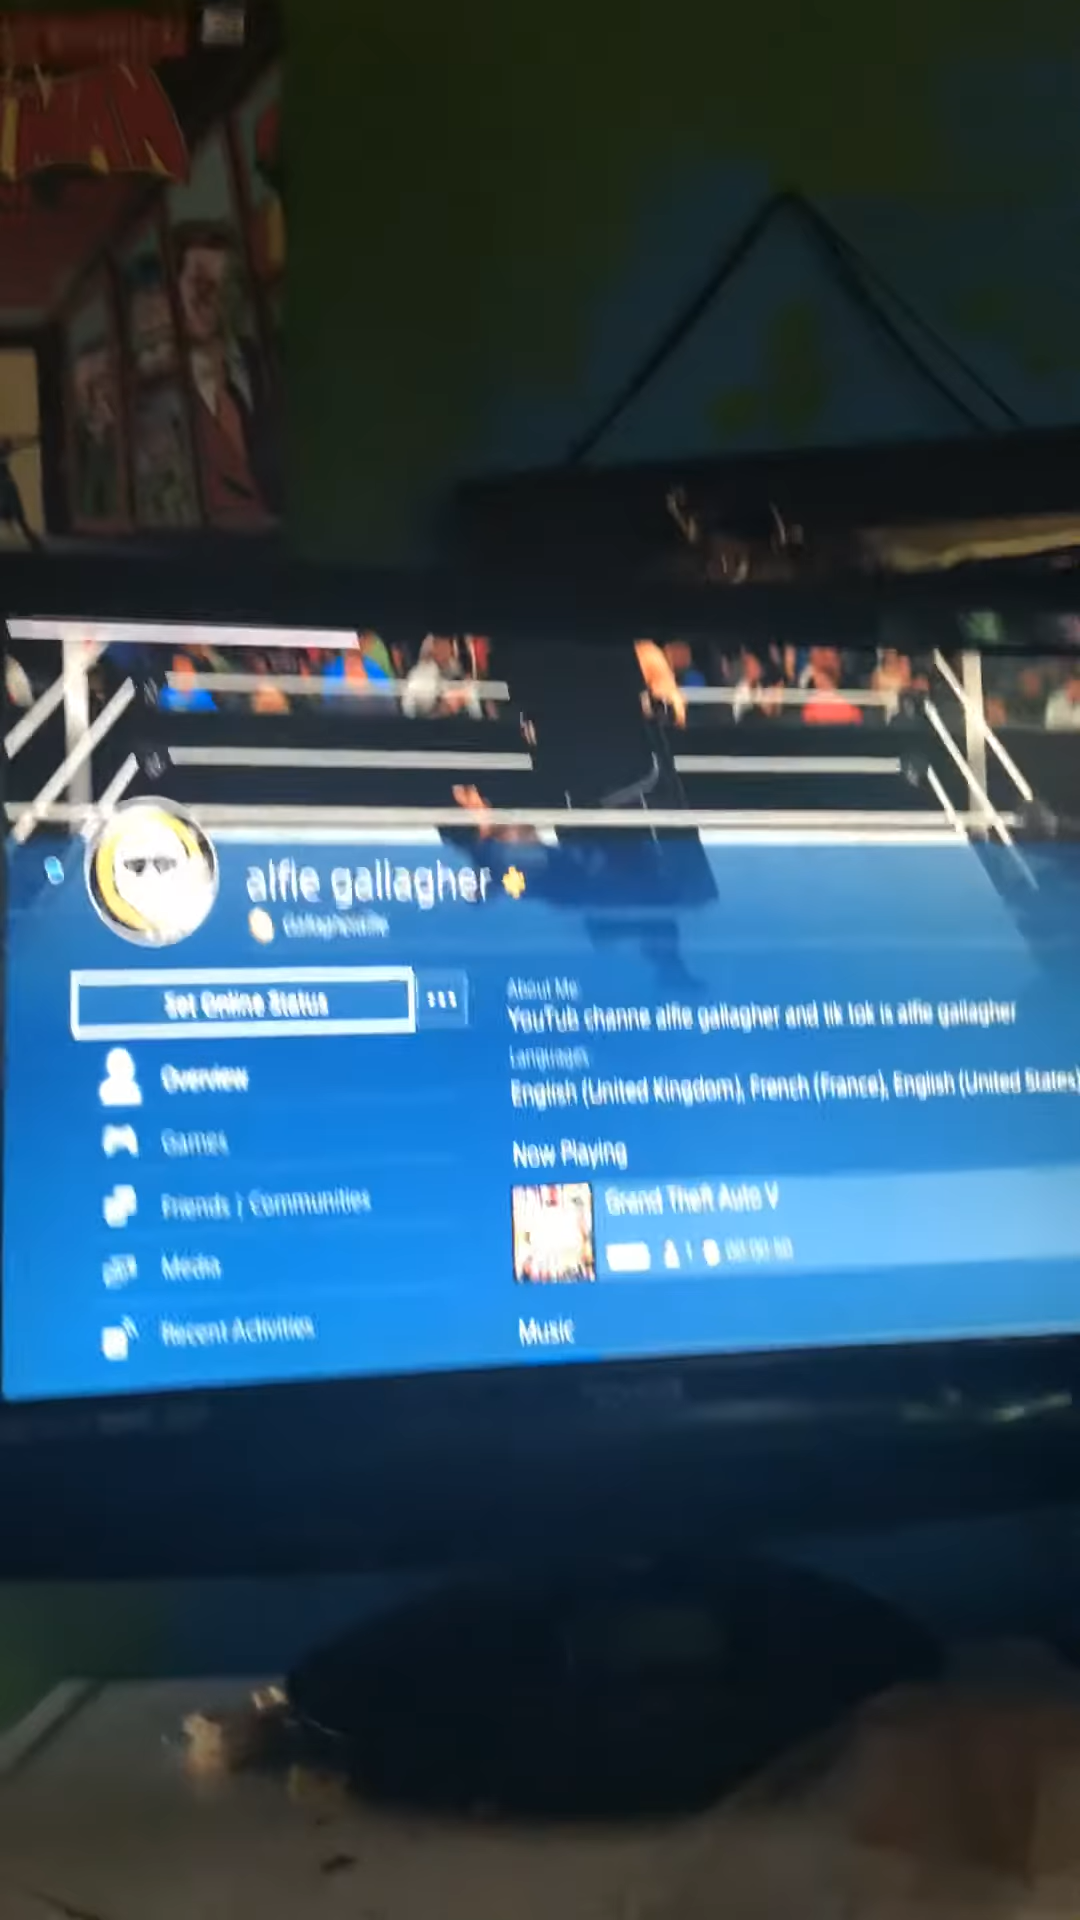 alfie gallagher
Set Online Status
About Me
YouTub channe alfie gallagher and tik tok is alfie gallagher
Languages
English (United Kingdom), French (France), English (United States)
Overview
Games
Friends | Communities
Media
Recent Activities
Now Playing
Grand Theft Auto V
Music